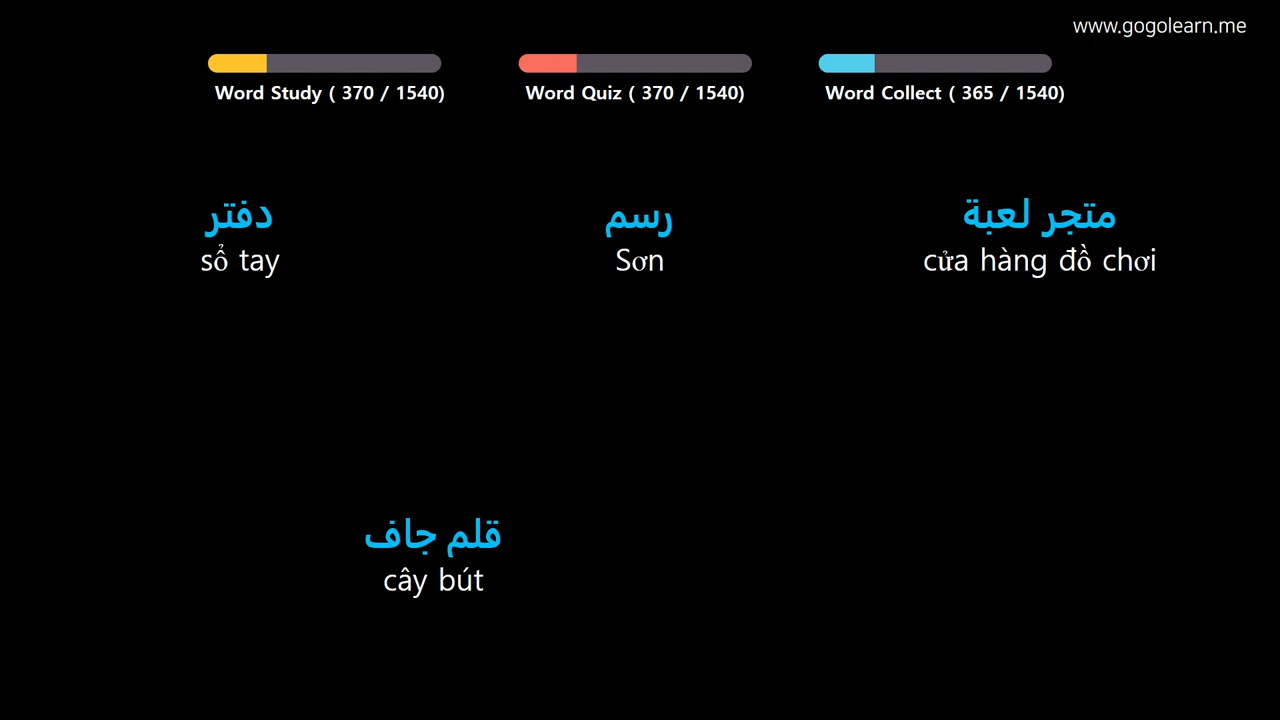 www.gogolearn.me
Word Study ( 370 / 1540)
Word Quiz ( 370 / 1540)
Word Collect ( 365 / 1540)
دفتر
sổ tay
رسم
Sơn
متجر لعبة
cửa hàng đồ chơi
قلم جاف
cây bút